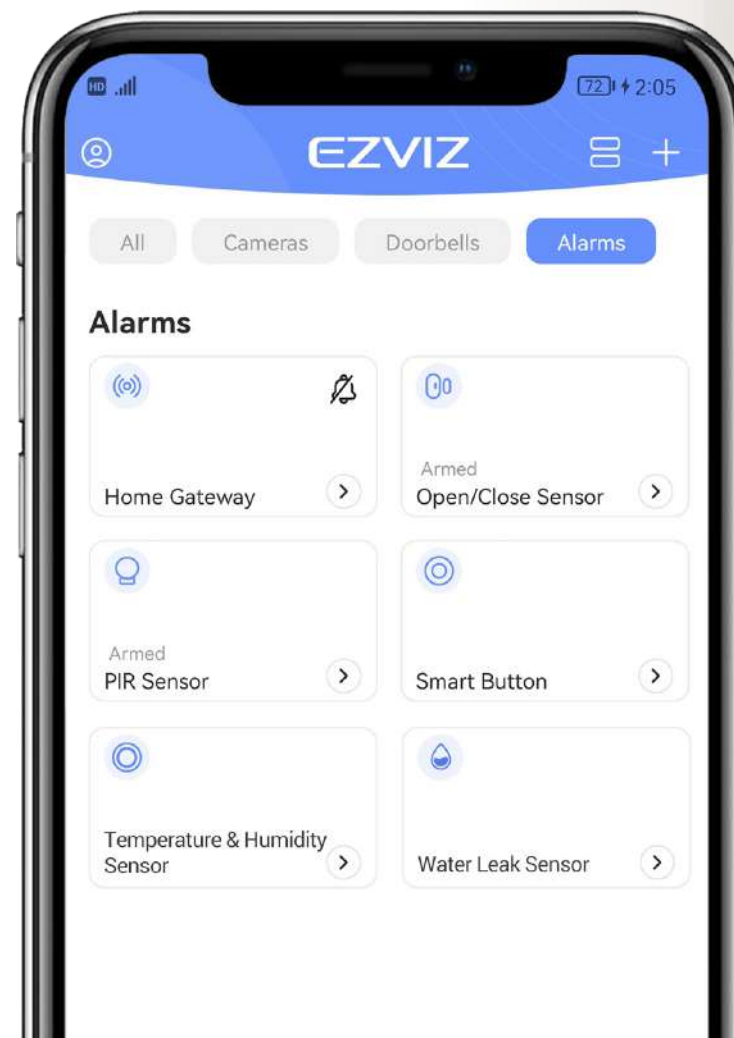 HD 72 2:05
EZVIZ
All Cameras Doorbells Alarms
Alarms
Home Gateway
Armed
Open/Close Sensor
Armed
PIR Sensor
Smart Button
Temperature & Humidity
Sensor
Water Leak Sensor